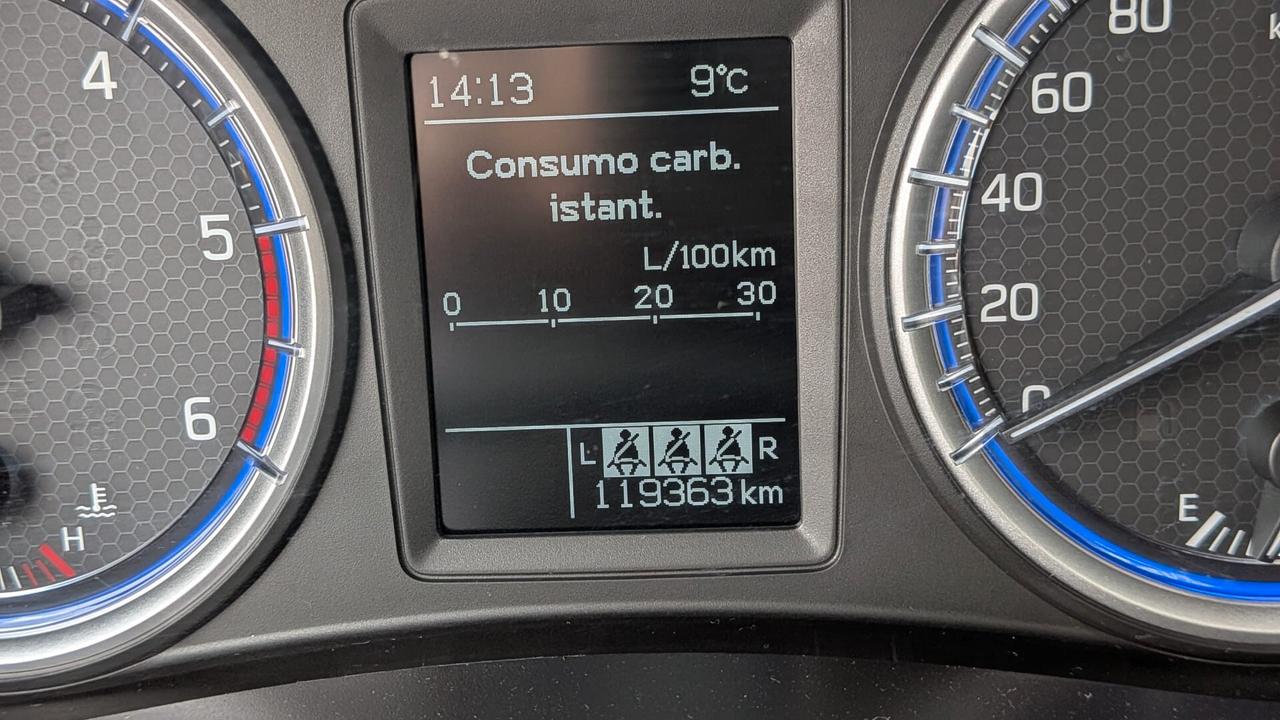 4
5
6
H
14:13 9°C
Consumo carb.
istant.
L/100km
0 10 20 30
L R
119363 km
80
60
40
20
0
E